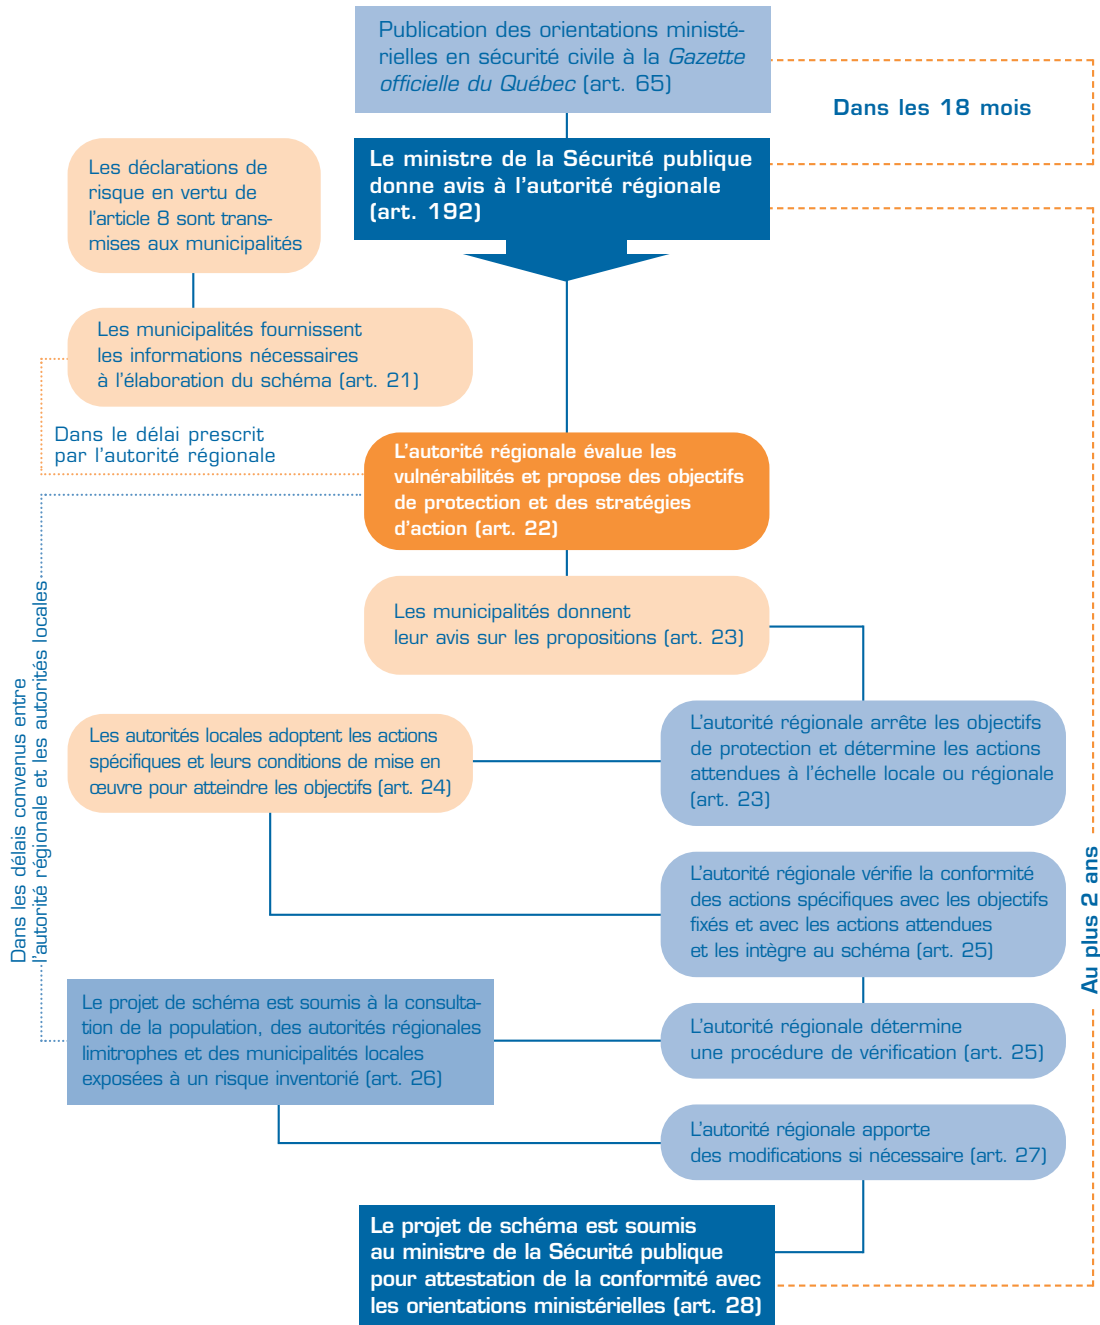 Publication des orientations ministé-
rielles en sécurité civile à la Gazette
officielle du Québec (art. 65)
Dans les 18 mois
Le ministre de la Sécurité publique
donne avis à l'autorité régionale
(art. 192)
Les déclarations de
risque en vertu de
l'article 8 sont trans-
mises aux municipalités
Les municipalités fournissent
les informations nécessaires
à l'élaboration du schéma (art. 21)
Dans le délai prescrit
par l'autorité régionale
L'autorité régionale évalue les
vulnérabilités et propose des objectifs
de protection et des stratégies
d'action (art. 22)
Les municipalités donnent
leur avis sur les propositions (art. 23)
L'autorité régionale arrête les objectifs
de protection et détermine les actions
attendues à l'échelle locale ou régionale
(art. 23)
Les autorités locales adoptent les actions
spécifiques et leurs conditions de mise en
œuvre pour atteindre les objectifs (art. 24)
Dans les délais convenus entre
l'autorité régionale et les autorités locales
L'autorité régionale vérifie la conformité
des actions spécifiques avec les objectifs
fixés et avec les actions attendues
et les intègre au schéma (art. 25)
Au plus 2 ans
L'autorité régionale détermine
une procédure de vérification (art. 25)
Le projet de schéma est soumis à la consulta-
tion de la population, des autorités régionales
limitrophes et des municipalités locales
exposées à un risque inventorié (art. 26)
L'autorité régionale apporte
des modifications si nécessaire (art. 27)
Le projet de schéma est soumis
au ministre de la Sécurité publique
pour attestation de la conformité avec
les orientations ministérielles (art. 28)